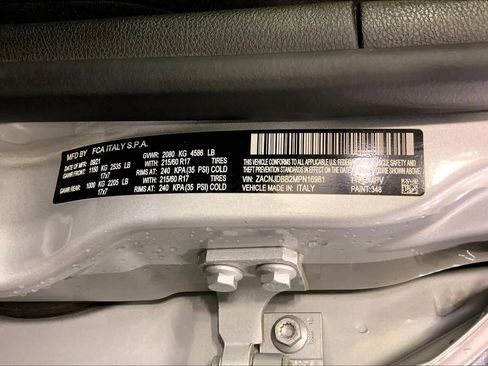 MFD BY FCA ITALY S.P.A.
DATE OF MFR: 09/21 GVWR: 2080 KG 4586 LB
GAWR FRONT: 1150 KG 2535 LB WITH: 215/60 R17 TIRES
17x7 RIMS AT: 240 KPA (35 PSI) COLD
GAWR REAR: 1000 KG 2205 LB WITH: 215/60 R17 TIRES
17x7 RIMS AT: 240 KPA (35 PSI) COLD
THIS VEHICLE CONFORMS TO ALL APPLICABLE U.S. FEDERAL
MOTOR VEHICLE SAFETY, BUMPER, AND
THEFT PREVENTION STANDARDS IN EFFECT ON THE DATE OF
MANUFACTURE SHOWN ABOVE.
VIN: ZACNJDBB2MPN16981
VEHICLE MADE IN: ITALY PAINT: 348